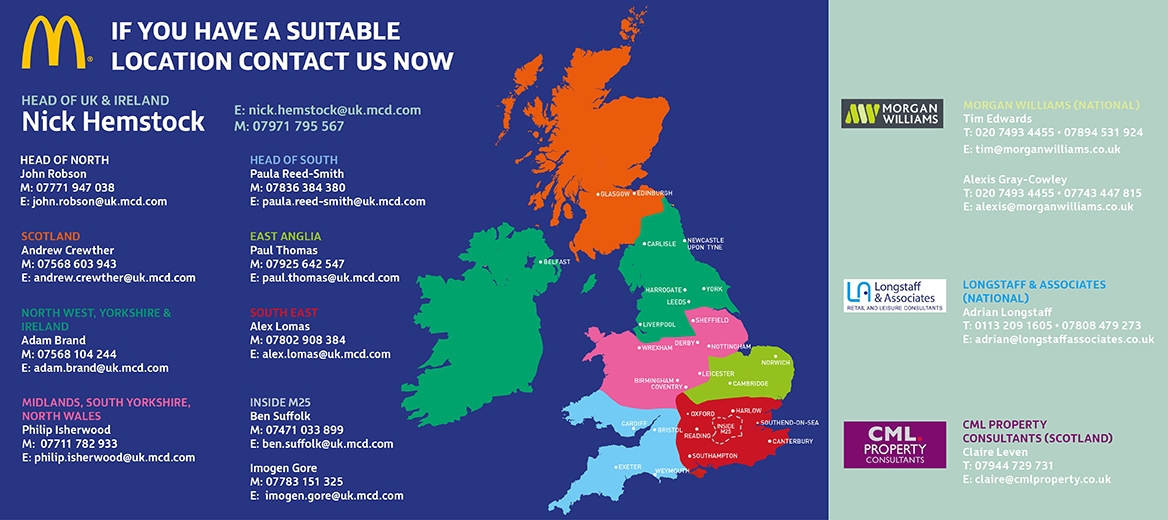 IF YOU HAVE A SUITABLE
LOCATION CONTACT US NOW
HEAD OF UK & IRELAND
Nick Hemstock
E: nick.hemstock@uk.mcd.com
M: 07971 795 567
HEAD OF NORTH
John Robson
M: 07771 947 038
E: john.robson@uk.mcd.com
HEAD OF SOUTH
Paula Reed-Smith
M: 07836 384 380
E: paula.reed-smith@uk.mcd.com
SCOTLAND
Andrew Crewther
M: 07568 603 943
E: andrew.crewther@uk.mcd.com
EAST ANGLIA
Paul Thomas
M: 07925 642 547
E: paul.thomas@uk.mcd.com
NORTH WEST, YORKSHIRE &
IRELAND
Adam Brand
M: 07568 104 244
E: adam.brand@uk.mcd.com
SOUTH EAST
Alex Lomas
M: 07802 908 384
E: alex.lomas@uk.mcd.com
MIDLANDS, SOUTH YORKSHIRE,
NORTH WALES
Philip Isherwood
M: 07711 782 933
E: philip.isherwood@uk.mcd.com
INSIDE M25
Ben Suffolk
M: 07471 033 899
E: ben.suffolk@uk.mcd.com
Imogen Gore
M: 07783 151 325
E: imogen.gore@uk.mcd.com
GLASGOW
EDINBURGH
CARLISLE
NEWCASTLE
UPON TYNE
BELFAST
HARROGATE
YORK
LEEDS
LIVERPOOL
SHEFFIELD
WREXHAM
DERBY
NOTTINGHAM
NORWICH
LEICESTER
BIRMINGHAM
COVENTRY
CAMBRIDGE
OXFORD
HARLOW
CARDIFF
BRISTOL
READING
INSIDE
M25
SOUTHEND-ON-SEA
CANTERBURY
SOUTHAMPTON
EXETER
WEYMOUTH
MORGAN
WILLIAMS
MORGAN WILLIAMS (NATIONAL)
Tim Edwards
T: 020 7493 4455 • 07894 531 924
E: tim@morganwilliams.co.uk
Alexis Gray-Cowley
T: 020 7493 4455 • 07743 447 815
E: alexis@morganwilliams.co.uk
LA Longstaff
& Associates
RETAIL AND LEISURE CONSULTANTS
LONGSTAFF & ASSOCIATES
(NATIONAL)
Adrian Longstaff
T: 0113 209 1605 • 07808 479 273
E: adrian@longstaffassociates.co.uk
CML.
PROPERTY
CONSULTANTS
CML PROPERTY
CONSULTANTS (SCOTLAND)
Claire Leven
T: 07944 729 731
E: claire@cmlproperty.co.uk